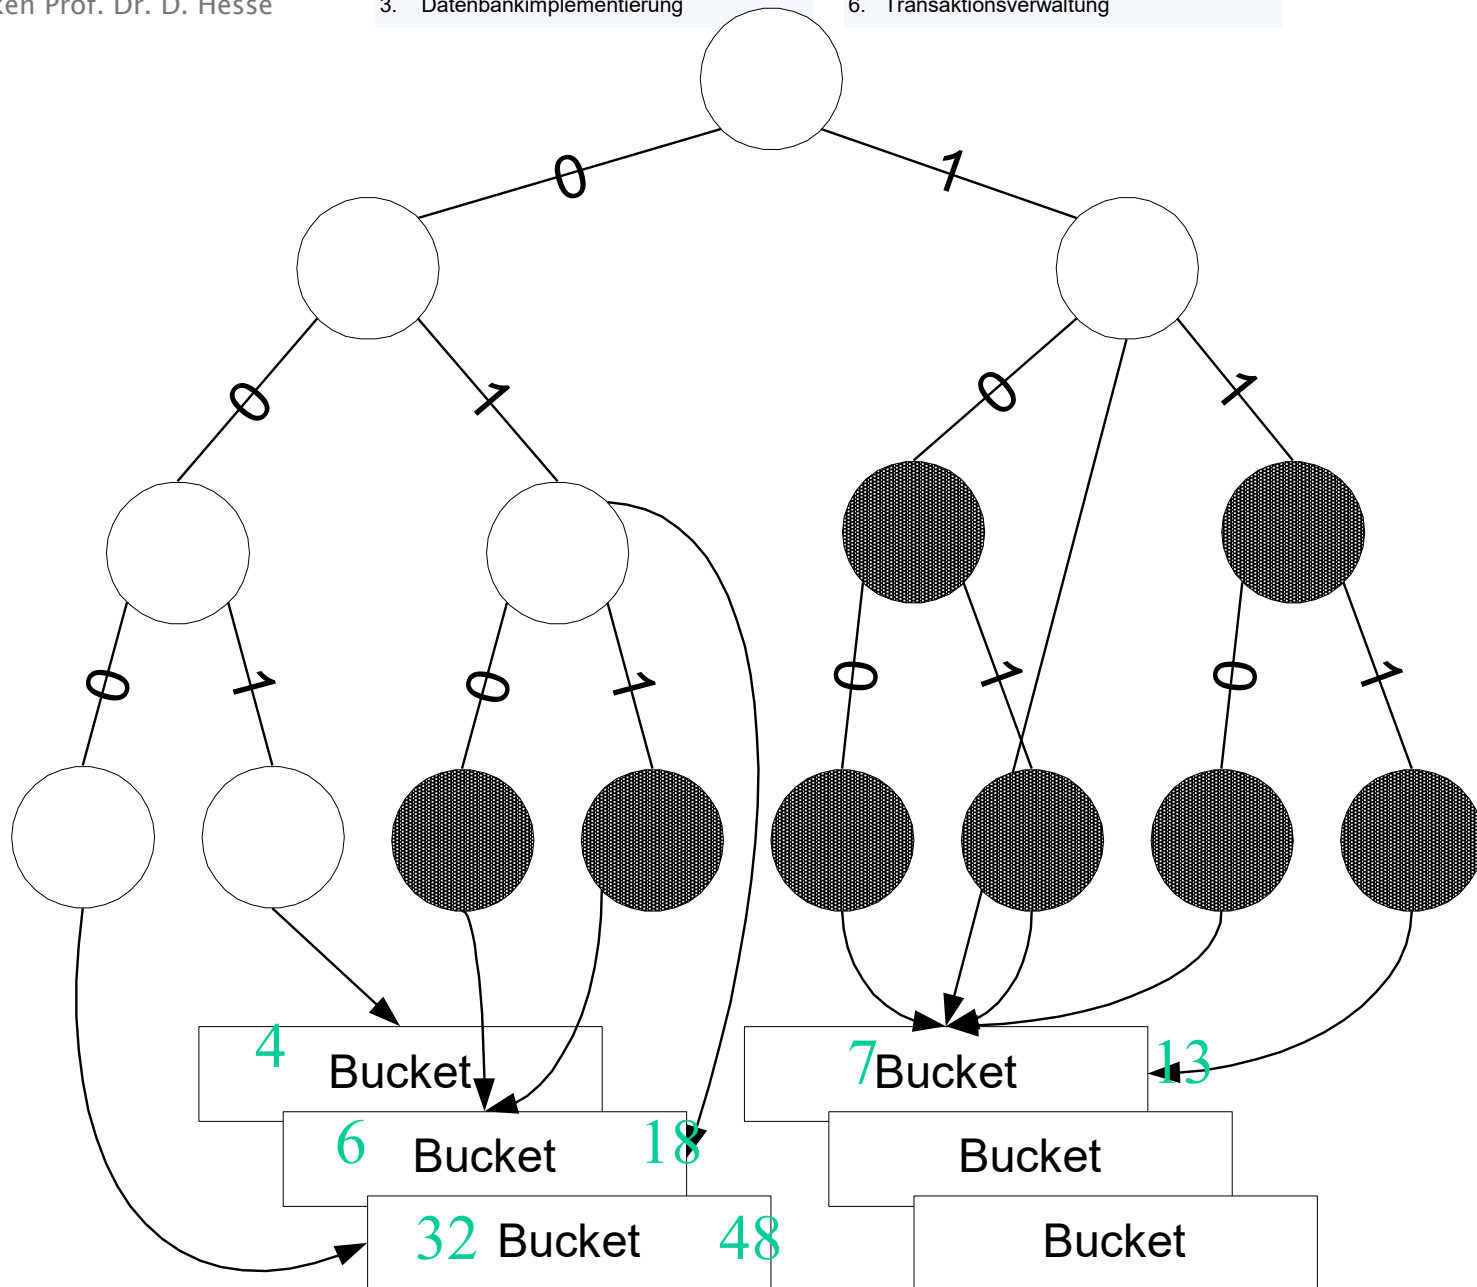 ken Prof. Dr. D. Hesse
3. Datenbankimplementierung
6. Transaktionsverwaltung
0 1
0 1 0 1
0 1 0 1 0 1 0 1
4 Bucket 7 Bucket 13
6 Bucket 18 Bucket
32 Bucket 48 Bucket